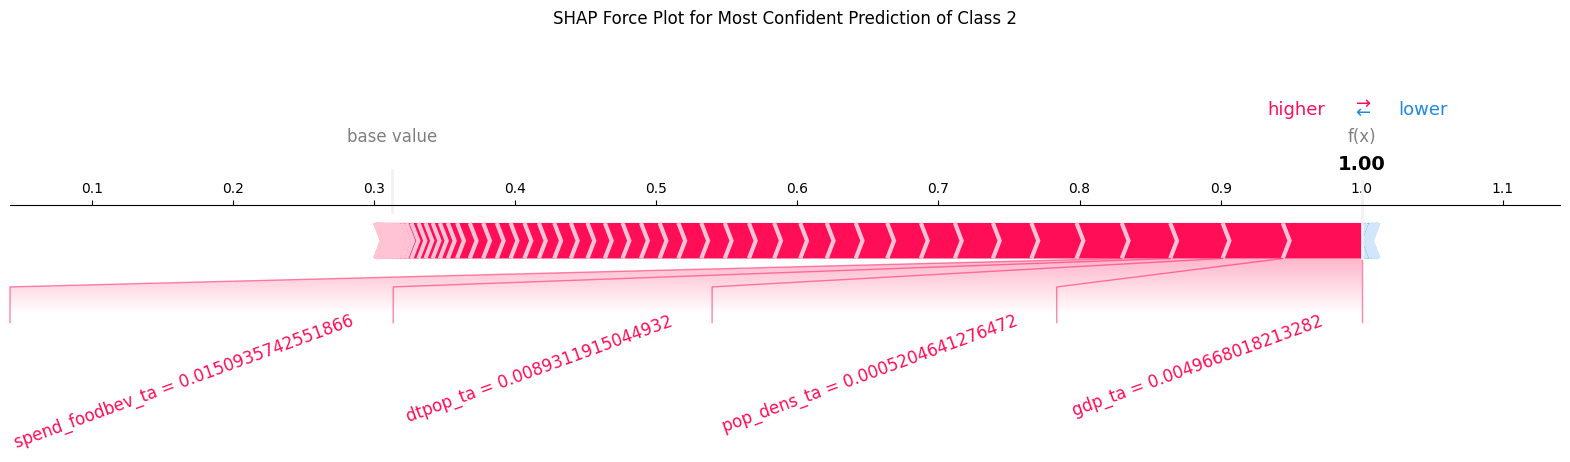 SHAP Force Plot for Most Confident Prediction of Class 2
higher ⇄ lower
base value f(x)
1.00
0.1 0.2 0.3 0.4 0.5 0.6 0.7 0.8 0.9 1.0 1.1
spend_foodbev_ta = 0.0150935742551866
dtpop_ta = 0.0089311915044932
pop_dens_ta = 0.0005204641276472
gdp_ta = 0.0049668018213282